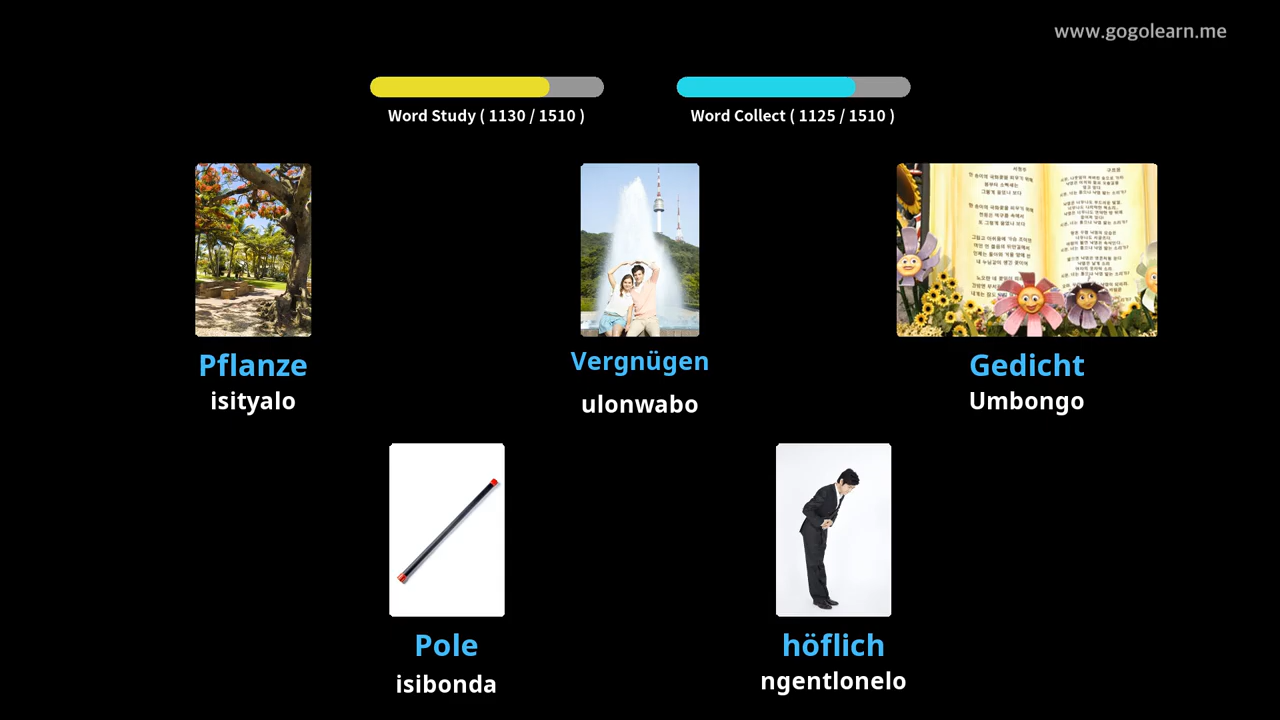 www.gogolearn.me
Word Study ( 1130 / 1510 )
Word Collect ( 1125 / 1510 )
Pflanze
isityalo
Vergnügen
ulonwabo
Gedicht
Umbongo
Pole
isibonda
höflich
ngentlonelo